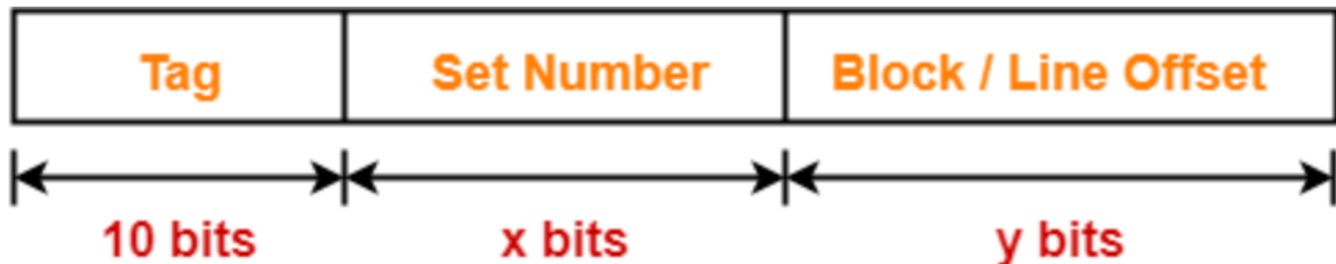 Tag Set Number Block / Line Offset
10 bits x bits y bits